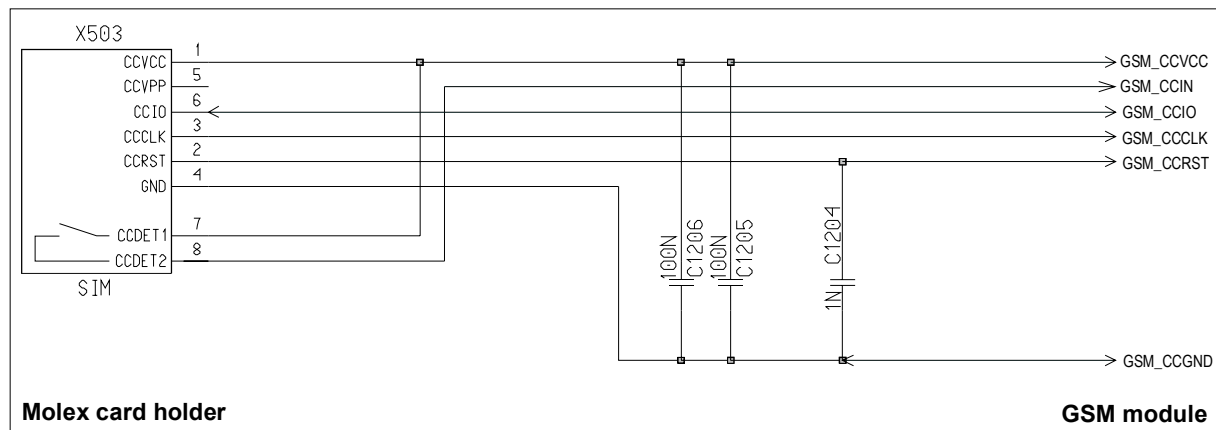 X503
CCVCC 1 GSM_CCVCC
CCVPP 5 GSM_CCIN
CCIO 6 GSM_CCIO
CCCLK 3 GSM_CCCLK
CCRST 2 GSM_CCRST
GND 4
CCDET1 7
CCDET2 8
SIM
100N
C1206
100N
C1205
1N
C1204
GSM_CCGND
Molex card holder
GSM module